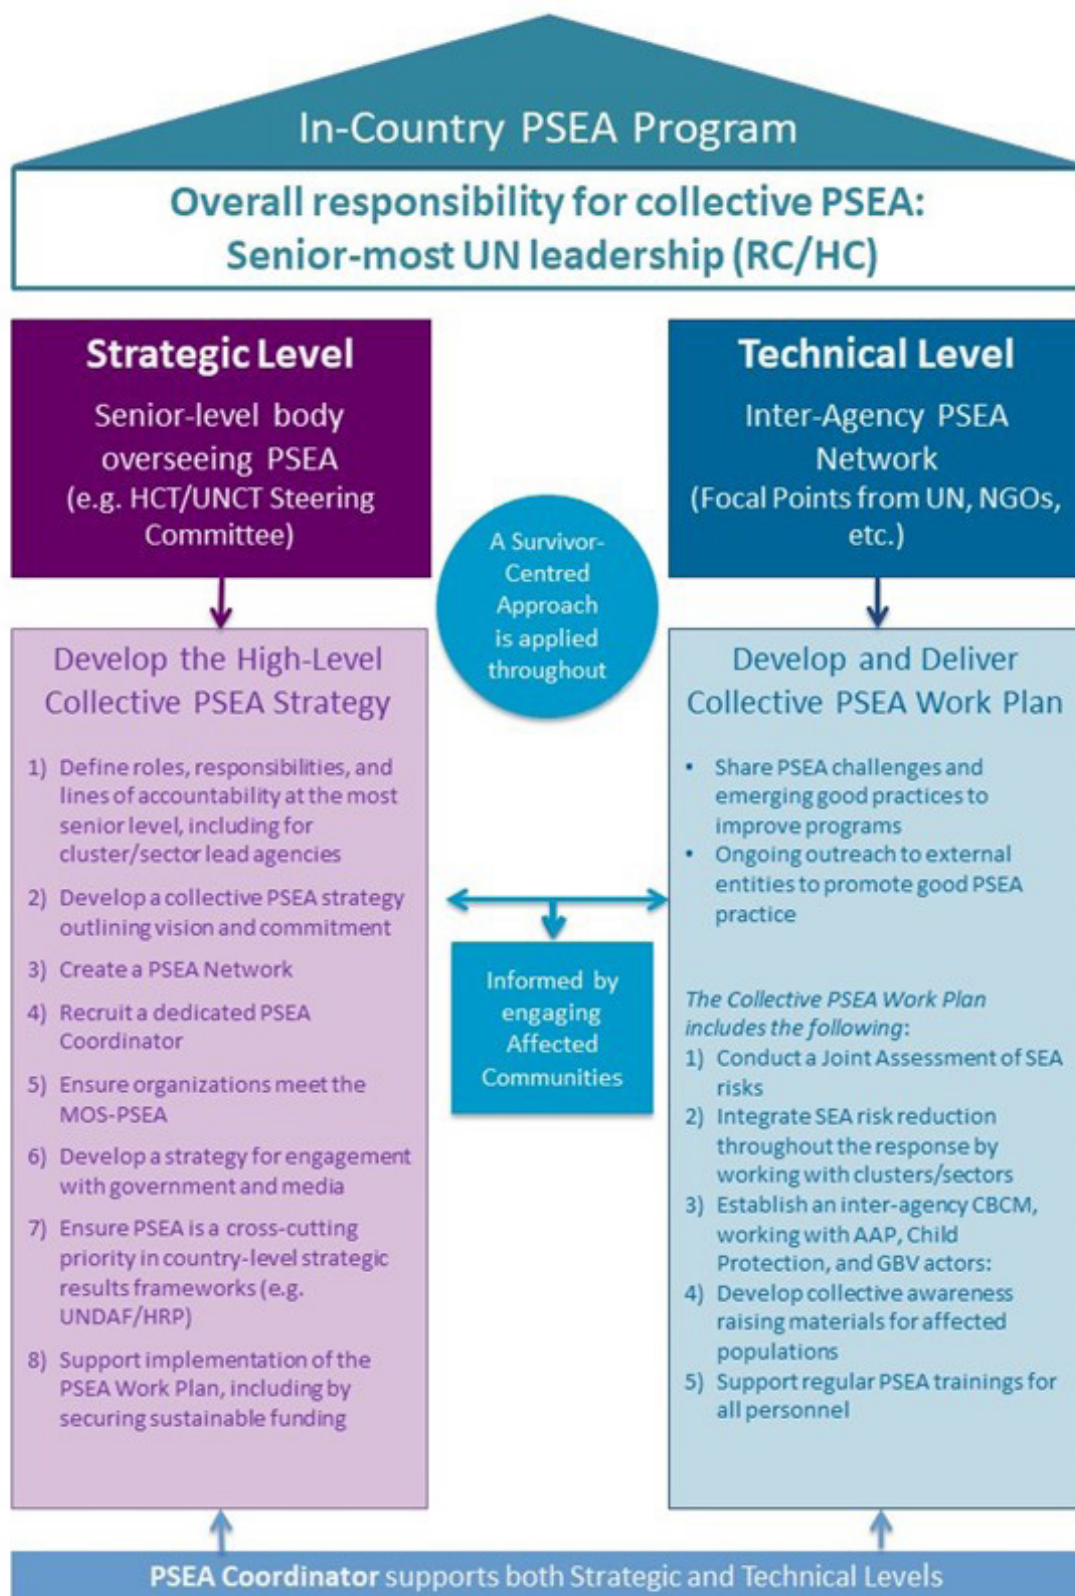 In-Country PSEA Program
Overall responsibility for collective PSEA:
Senior-most UN leadership (RC/HC)
Strategic Level
Senior-level body
overseeing PSEA
(e.g. HCT/UNCT Steering
Committee)
Technical Level
Inter-Agency PSEA
Network
(Focal Points from UN, NGOs,
etc.)
A Survivor-
Centred
Approach
is applied
throughout
Develop the High-Level
Collective PSEA Strategy
1) Define roles, responsibilities, and
lines of accountability at the most
senior level, including for
cluster/sector lead agencies
2) Develop a collective PSEA strategy
outlining vision and commitment
3) Create a PSEA Network
4) Recruit a dedicated PSEA
Coordinator
5) Ensure organizations meet the
MOS-PSEA
6) Develop a strategy for engagement
with government and media
7) Ensure PSEA is a cross-cutting
priority in country-level strategic
results frameworks (e.g.
UNDAF/HRP)
8) Support implementation of the
PSEA Work Plan, including by
securing sustainable funding
Informed by
engaging
Affected
Communities
Develop and Deliver
Collective PSEA Work Plan
• Share PSEA challenges and
emerging good practices to
improve programs
• Ongoing outreach to external
entities to promote good PSEA
practice
The Collective PSEA Work Plan
includes the following:
1) Conduct a Joint Assessment of SEA
risks
2) Integrate SEA risk reduction
throughout the response by
working with clusters/sectors
3) Establish an inter-agency CBCM,
working with AAP, Child
Protection, and GBV actors:
4) Develop collective awareness
raising materials for affected
populations
5) Support regular PSEA trainings for
all personnel
PSEA Coordinator supports both Strategic and Technical Levels